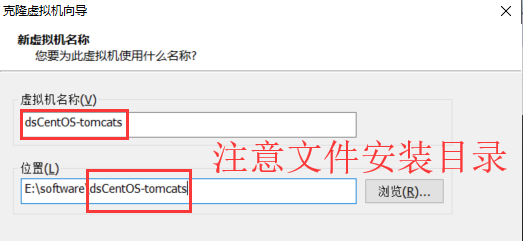 克隆虚拟机向导
新虚拟机名称
您要为此虚拟机使用什么名称?
虚拟机名称(V)
dsCentOS-tomcats
注意文件安装目录
位置(L)
E:\software\dsCentOS-tomcats
浏览(R)...